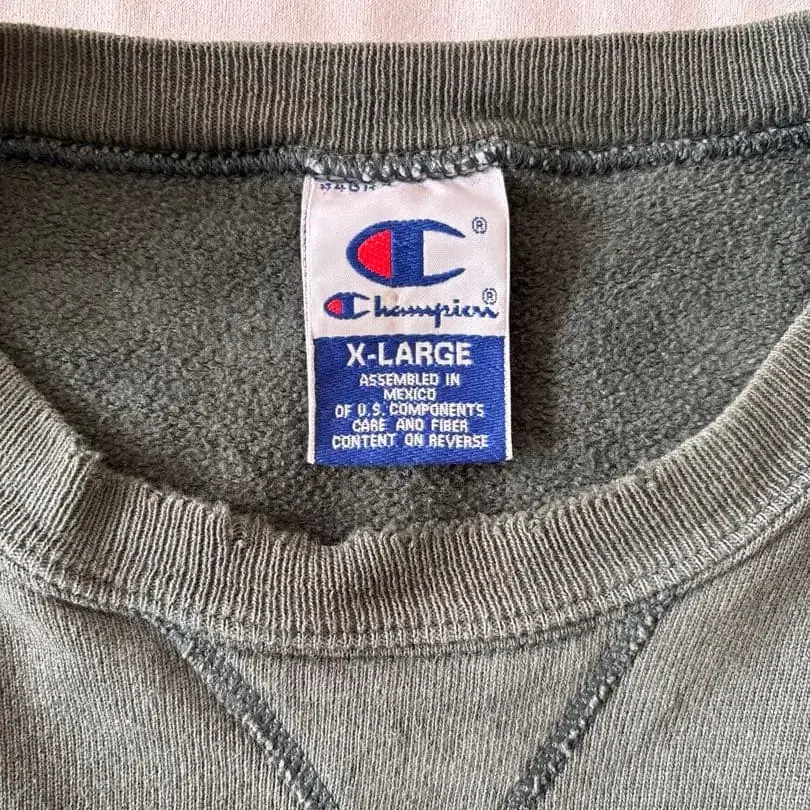 ®
Champion®
X-LARGE
ASSEMBLED IN
MEXICO
OF U.S. COMPONENTS
CARE AND FIBER
CONTENT ON REVERSE